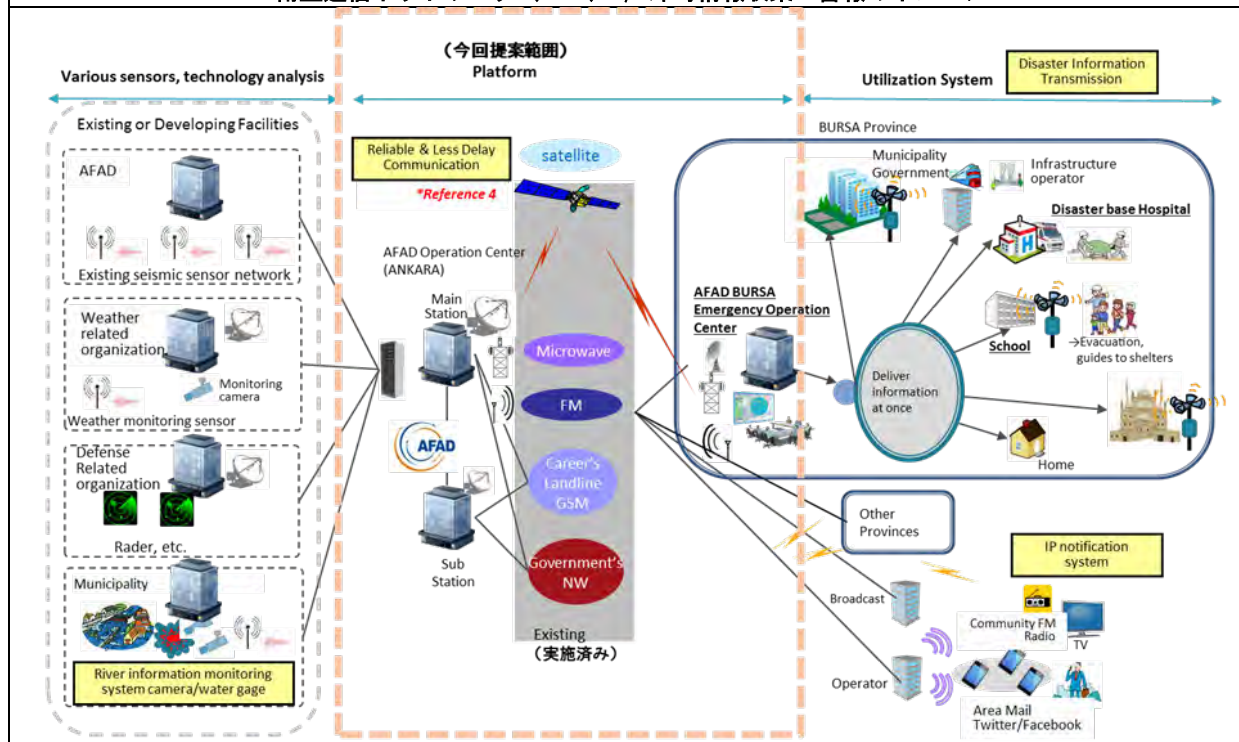 （今回提案範囲）
Platform
Various sensors, technology analysis
Utilization System
Disaster Information
Transmission
Existing or Developing Facilities
AFAD
Existing seismic sensor network
Weather
related
organization
Monitoring
camera
Weather monitoring sensor
Defense
Related
organization
Rader, etc.
Municipality
River information monitoring
system camera/water gage
Reliable & Less Delay
Communication
*Reference 4
satellite
AFAD Operation Center
(ANKARA)
Main
Station
Microwave
FM
AFAD
Career's
Landline
GSM
Sub
Station
Government's
NW
Existing
（実施済み）
BURSA Province
Municipality
Government
Infrastructure
operator
H
Disaster base Hospital
AFAD BURSA
Emergency Operation
Center
School
→Evacuation,
guides to shelters
Deliver
information
at once
Home
Other
Provinces
IP notification
system
Broadcast
Community FM
Radio
TV
Operator
Area Mail
Twitter/Facebook